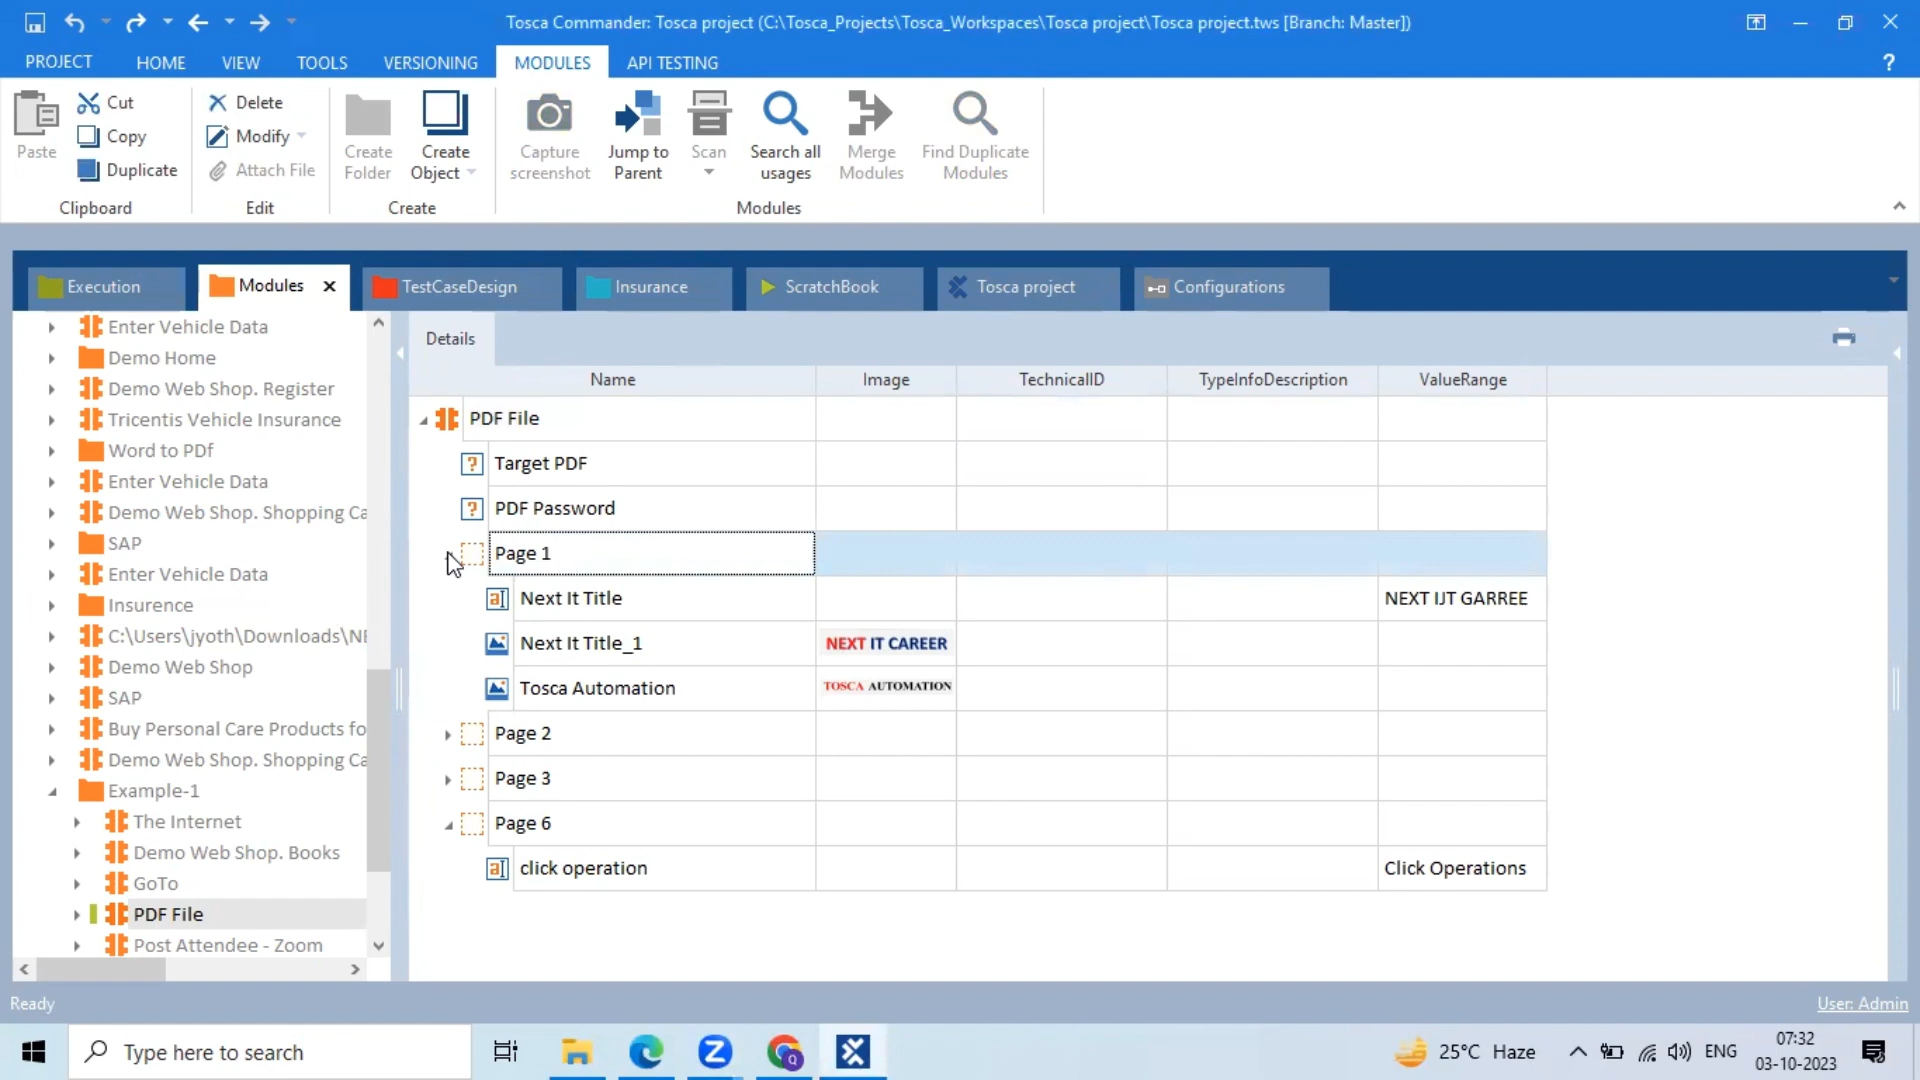 Tosca Commander: Tosca project (C:\Tosca_Projects\Tosca_Workspaces\Tosca project\Tosca project.tws [Branch: Master])
PROJECT HOME VIEW TOOLS VERSIONING MODULES API TESTING ?
Paste
Cut
Copy
Duplicate
Clipboard
Delete
Modify
Attach File
Edit
Create Folder
Create Object
Create
Capture screenshot
Jump to Parent
Scan
Search all usages
Merge Modules
Find Duplicate Modules
Modules
Execution Modules TestCaseDesign Insurance ScratchBook Tosca project Configurations
Enter Vehicle Data
Demo Home
Demo Web Shop. Register
Tricentis Vehicle Insurance
Word to PDf
Enter Vehicle Data
Demo Web Shop. Shopping Ca
SAP
Enter Vehicle Data
Insurence
C:\Users\jyoth\Downloads\NE
Demo Web Shop
SAP
Buy Personal Care Products fo
Demo Web Shop. Shopping Ca
Example-1
The Internet
Demo Web Shop. Books
GoTo
PDF File
Post Attendee - Zoom
Details
Name Image TechnicalID TypeInfoDescription ValueRange
PDF File
Target PDF
PDF Password
Page 1
Next It Title NEXT IJT GARREE
Next It Title_1 NEXT IT CAREER
Tosca Automation TOSCA AUTOMATION
Page 2
Page 3
Page 6
click operation Click Operations
Ready User: Admin
Type here to search
25°C Haze ENG
07:32
03-10-2023